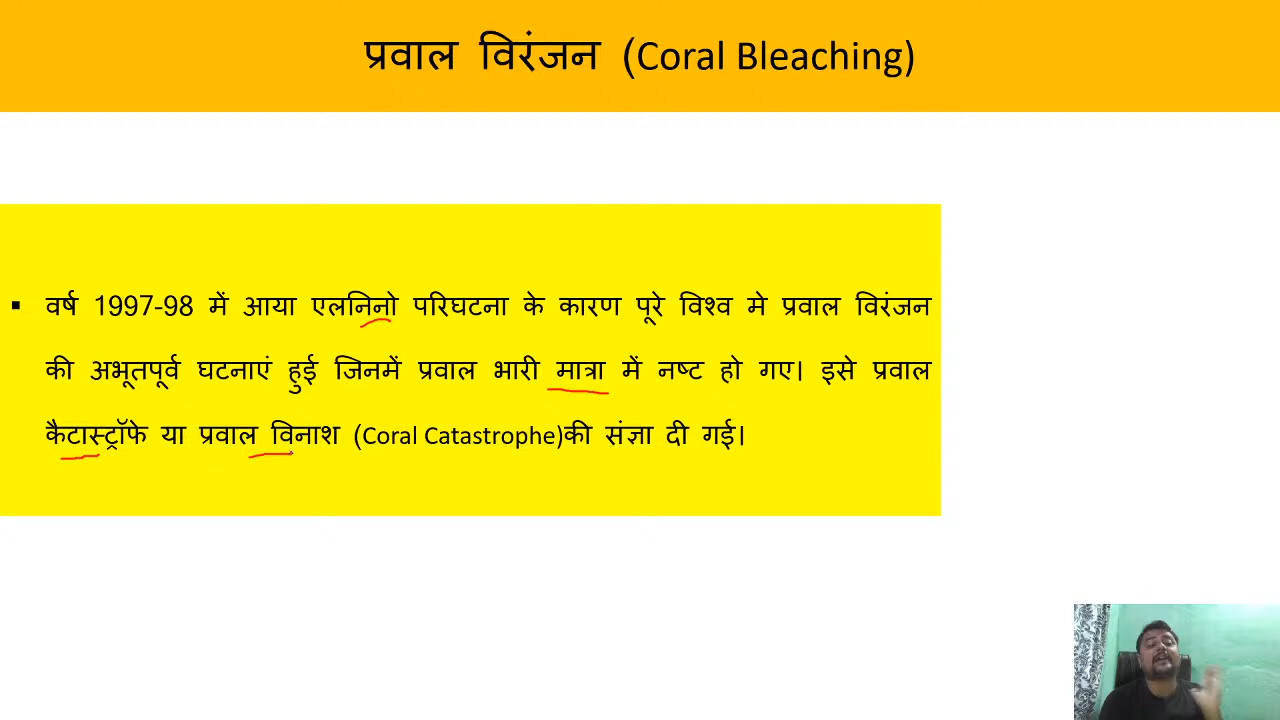 प्रवाल विरंजन (Coral Bleaching)
▪ वर्ष 1997-98 में आया एलनिनो परिघटना के कारण पूरे विश्व मे प्रवाल विरंजन
की अभूतपूर्व घटनाएं हुई जिनमें प्रवाल भारी मात्रा में नष्ट हो गए। इसे प्रवाल
कैटास्ट्रॉफे या प्रवाल विनाश (Coral Catastrophe)की संज्ञा दी गई।